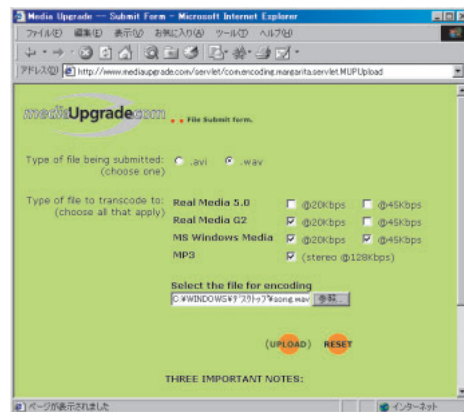 Media Upgrade -- Submit Form - Microsoft Internet Explorer
ファイル(F) 編集(E) 表示(V) お気に入り(A) ツール(T) ヘルプ(H)
アドレス(D) http://www.mediaupgrade.com/servlet/com.encoding.margarita.servlet.MUPUpload
mediaUpgrade.com File Submit form.
Type of file being submitted: .avi .wav
(choose one)
Type of file to transcode to:
(choose all that apply)
Real Media 5.0 @20Kbps @45Kbps
Real Media G2 @20Kbps @45Kbps
MS Windows Media @20Kbps @45Kbps
MP3 (stereo @128Kbps)
Select the file for encoding
C:¥WINDOWS¥デスクトップ¥song.wav 参照...
(UPLOAD) RESET
THREE IMPORTANT NOTES:
ページが表示されました インターネット